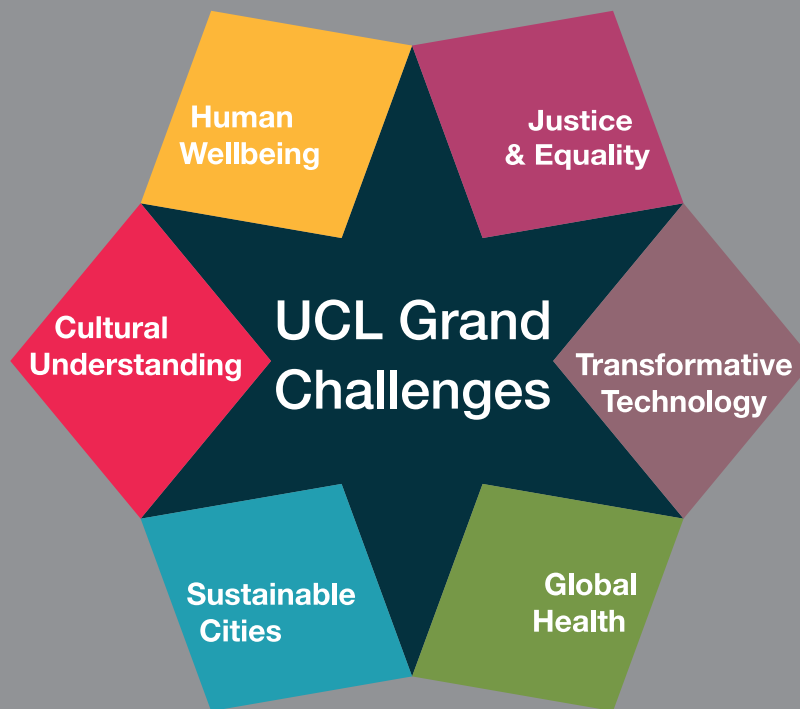 Human
Wellbeing
Justice
& Equality
Cultural
Understanding
UCL Grand
Challenges
Transformative
Technology
Sustainable
Cities
Global
Health